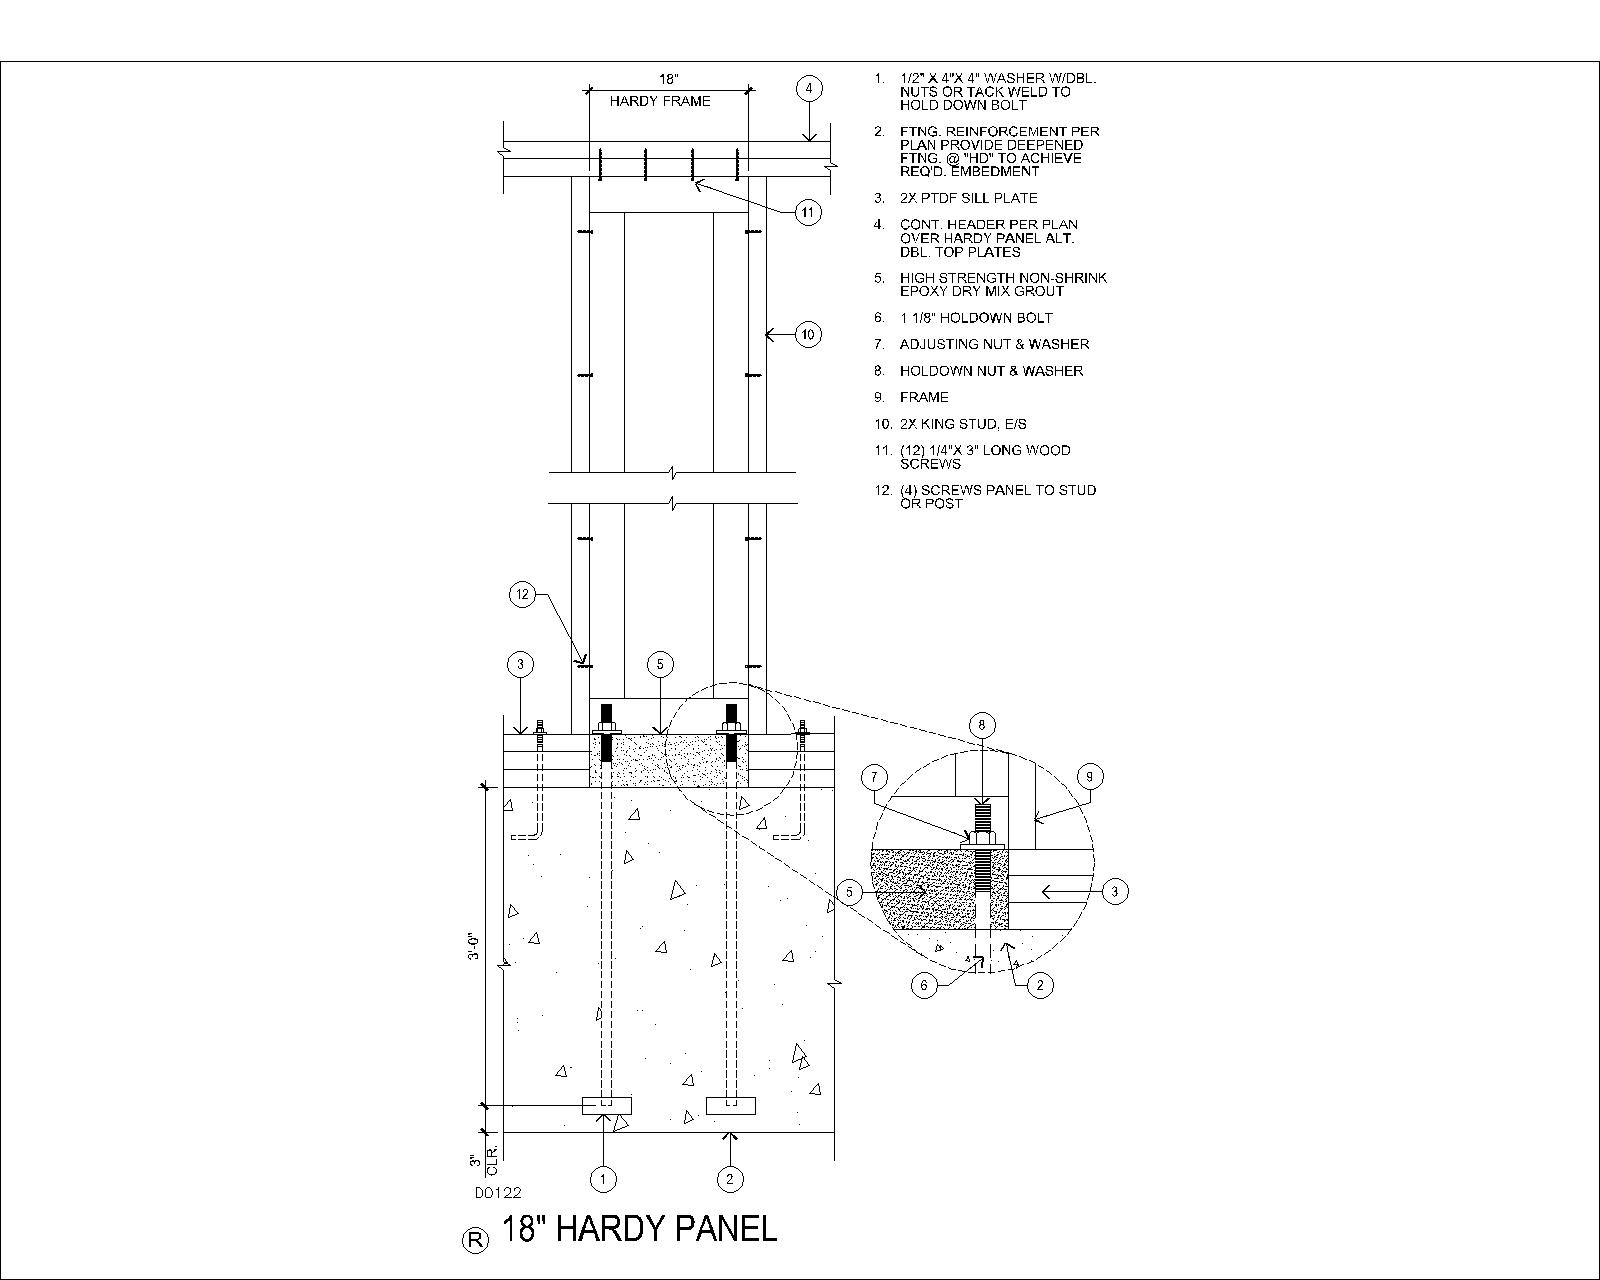 18"
HARDY FRAME
4
11
10
12
3
5
8
7
9
5
3
6
2
3'-0"
3"
CLR.
1
2
DO122
R
18" HARDY PANEL
1. 1/2" X 4"X 4" WASHER W/DBL.
NUTS OR TACK WELD TO
HOLD DOWN BOLT
2. FTNG. REINFORCEMENT PER
PLAN PROVIDE DEEPENED
FTNG. @ "HD" TO ACHIEVE
REQ'D. EMBEDMENT
3. 2X PTDF SILL PLATE
4. CONT. HEADER PER PLAN
OVER HARDY PANEL ALT.
DBL. TOP PLATES
5. HIGH STRENGTH NON-SHRINK
EPOXY DRY MIX GROUT
6. 1 1/8" HOLDOWN BOLT
7. ADJUSTING NUT & WASHER
8. HOLDOWN NUT & WASHER
9. FRAME
10. 2X KING STUD, E/S
11. (12) 1/4"X 3" LONG WOOD
SCREWS
12. (4) SCREWS PANEL TO STUD
OR POST